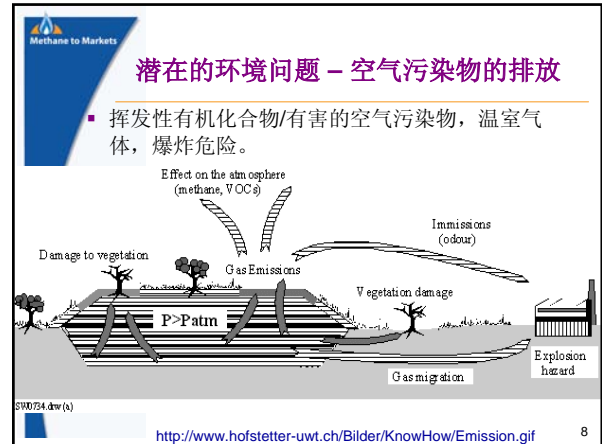 Methane to Markets
潜在的环境问题 – 空气污染物的排放
▪ 挥发性有机化合物/有害的空气污染物，温室气
体，爆炸危险。
Effect on the atmosphere
(methane, VOCs)
Immissions
(odour)
Damage to vegetation
Gas Emissions
Vegetation damage
P>Patm
Explosion
hazard
Gas migration
SW0734.drw (a)
http://www.hofstetter-uwt.ch/Bilder/KnowHow/Emission.gif
8